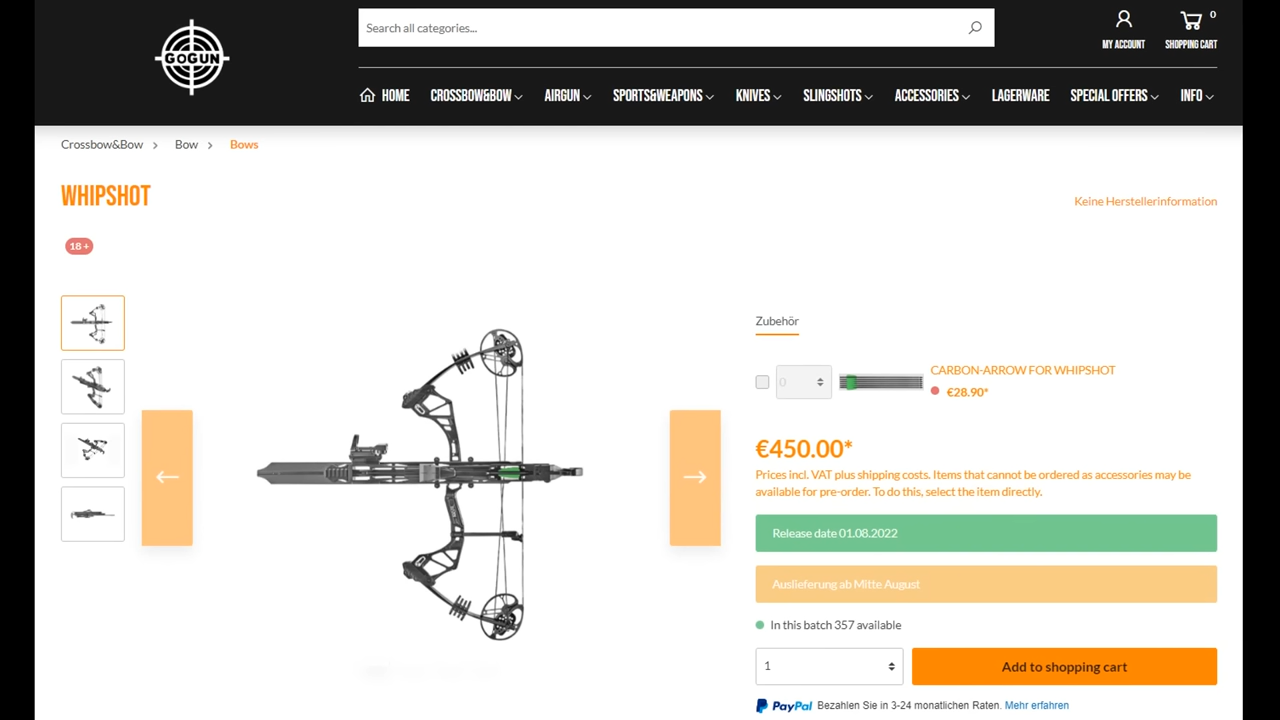 GOGUN
Search all categories...
MY ACCOUNT
0
SHOPPING CART
HOME
CROSSBOW&BOW
AIRGUN
SPORTS&WEAPONS
KNIVES
SLINGSHOTS
ACCESSORIES
LAGERWARE
SPECIAL OFFERS
INFO
Crossbow&Bow
Bow
Bows
WHIPSHOT
Keine Herstellerinformation
18 +
Zubehör
0
CARBON-ARROW FOR WHIPSHOT
€28.90*
€450.00*
Prices incl. VAT plus shipping costs. Items that cannot be ordered as accessories may be
available for pre-order. To do this, select the item directly.
Release date 01.08.2022
Auslieferung ab Mitte August
In this batch 357 available
1
Add to shopping cart
PayPal Bezahlen Sie in 3-24 monatlichen Raten. Mehr erfahren